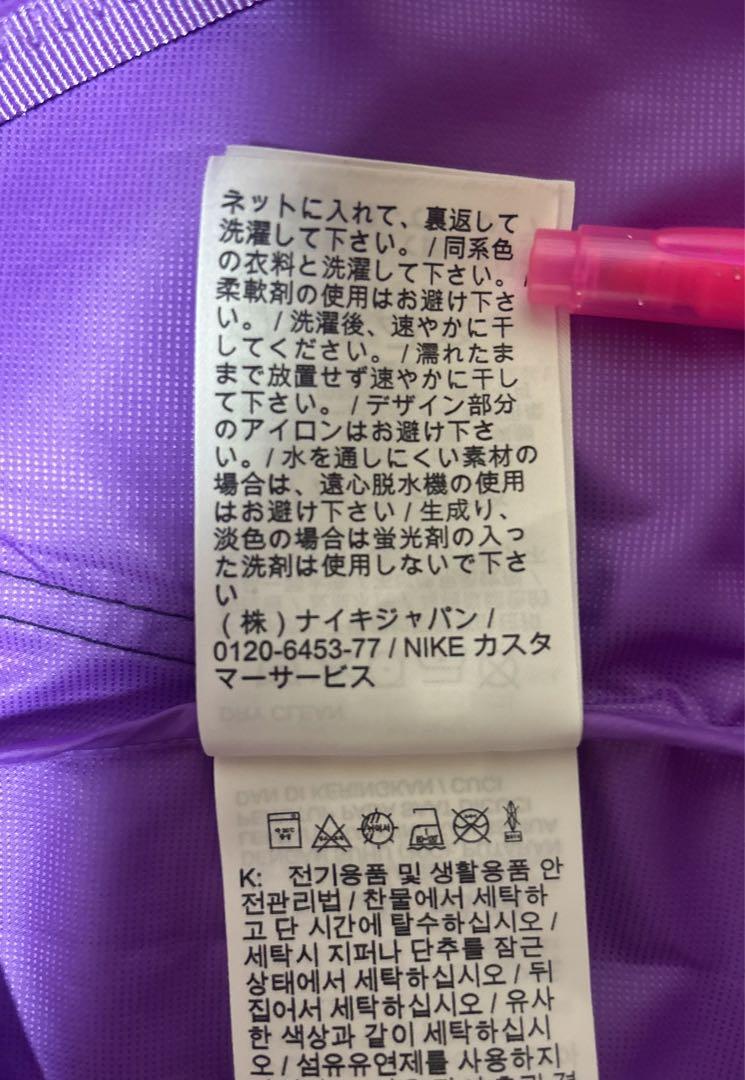 ネットに入れて、裏返して
洗濯して下さい。/ 同系色
の衣料と洗濯して下さい。/
柔軟剤の使用はお避け下さ
い。/ 洗濯後、速やかに干
してください。/ 濡れたま
まで放置せず速やかに干し
て下さい。/ デザイン部分
のアイロンはお避け下さ
い。/ 水を通しにくい素材の
場合は、遠心脱水機の使用
はお避け下さい / 生成り、
淡色の場合は蛍光剤の入っ
た洗剤は使用しないで下さ
い
(株) ナイキジャパン /
0120-6453-77 / NIKE カスタ
マーサービス
K: 전기용품 및 생활용품 안
전관리법 / 찬물에서 세탁하
고 단 시간에 탈수하십시오 /
세탁시 지퍼나 단추를 잠근
상태에서 세탁하십시오 / 뒤
집어서 세탁하십시오 / 유사
한 색상과 같이 세탁하십시
오 / 섬유유연제를 사용하지